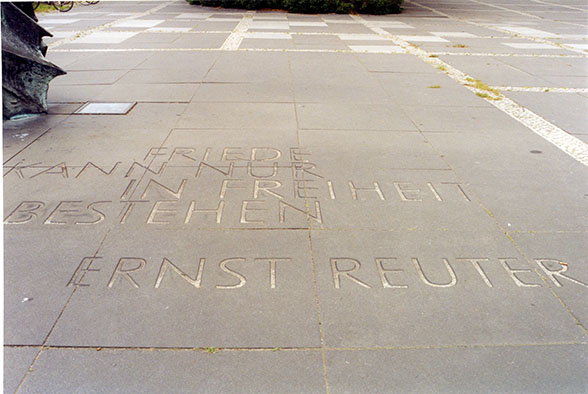 FRIEDE
KANN NUR
IN FREIHEIT
BESTEHEN
ERNST REUTER